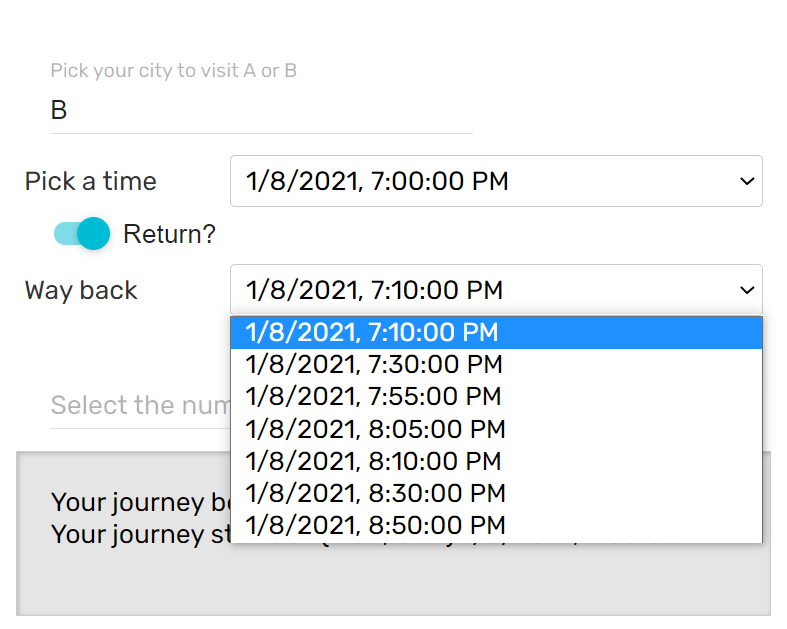 Pick your city to visit A or B
B
Pick a time
1/8/2021, 7:00:00 PM
Return?
Way back
1/8/2021, 7:10:00 PM
1/8/2021, 7:10:00 PM
1/8/2021, 7:30:00 PM
1/8/2021, 7:55:00 PM
1/8/2021, 8:05:00 PM
1/8/2021, 8:10:00 PM
1/8/2021, 8:30:00 PM
1/8/2021, 8:50:00 PM
Select the num
Your journey be
Your journey st